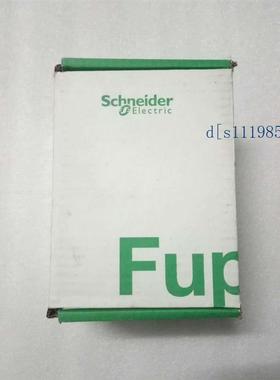 Schneider
Electric
d[s111985
Fup